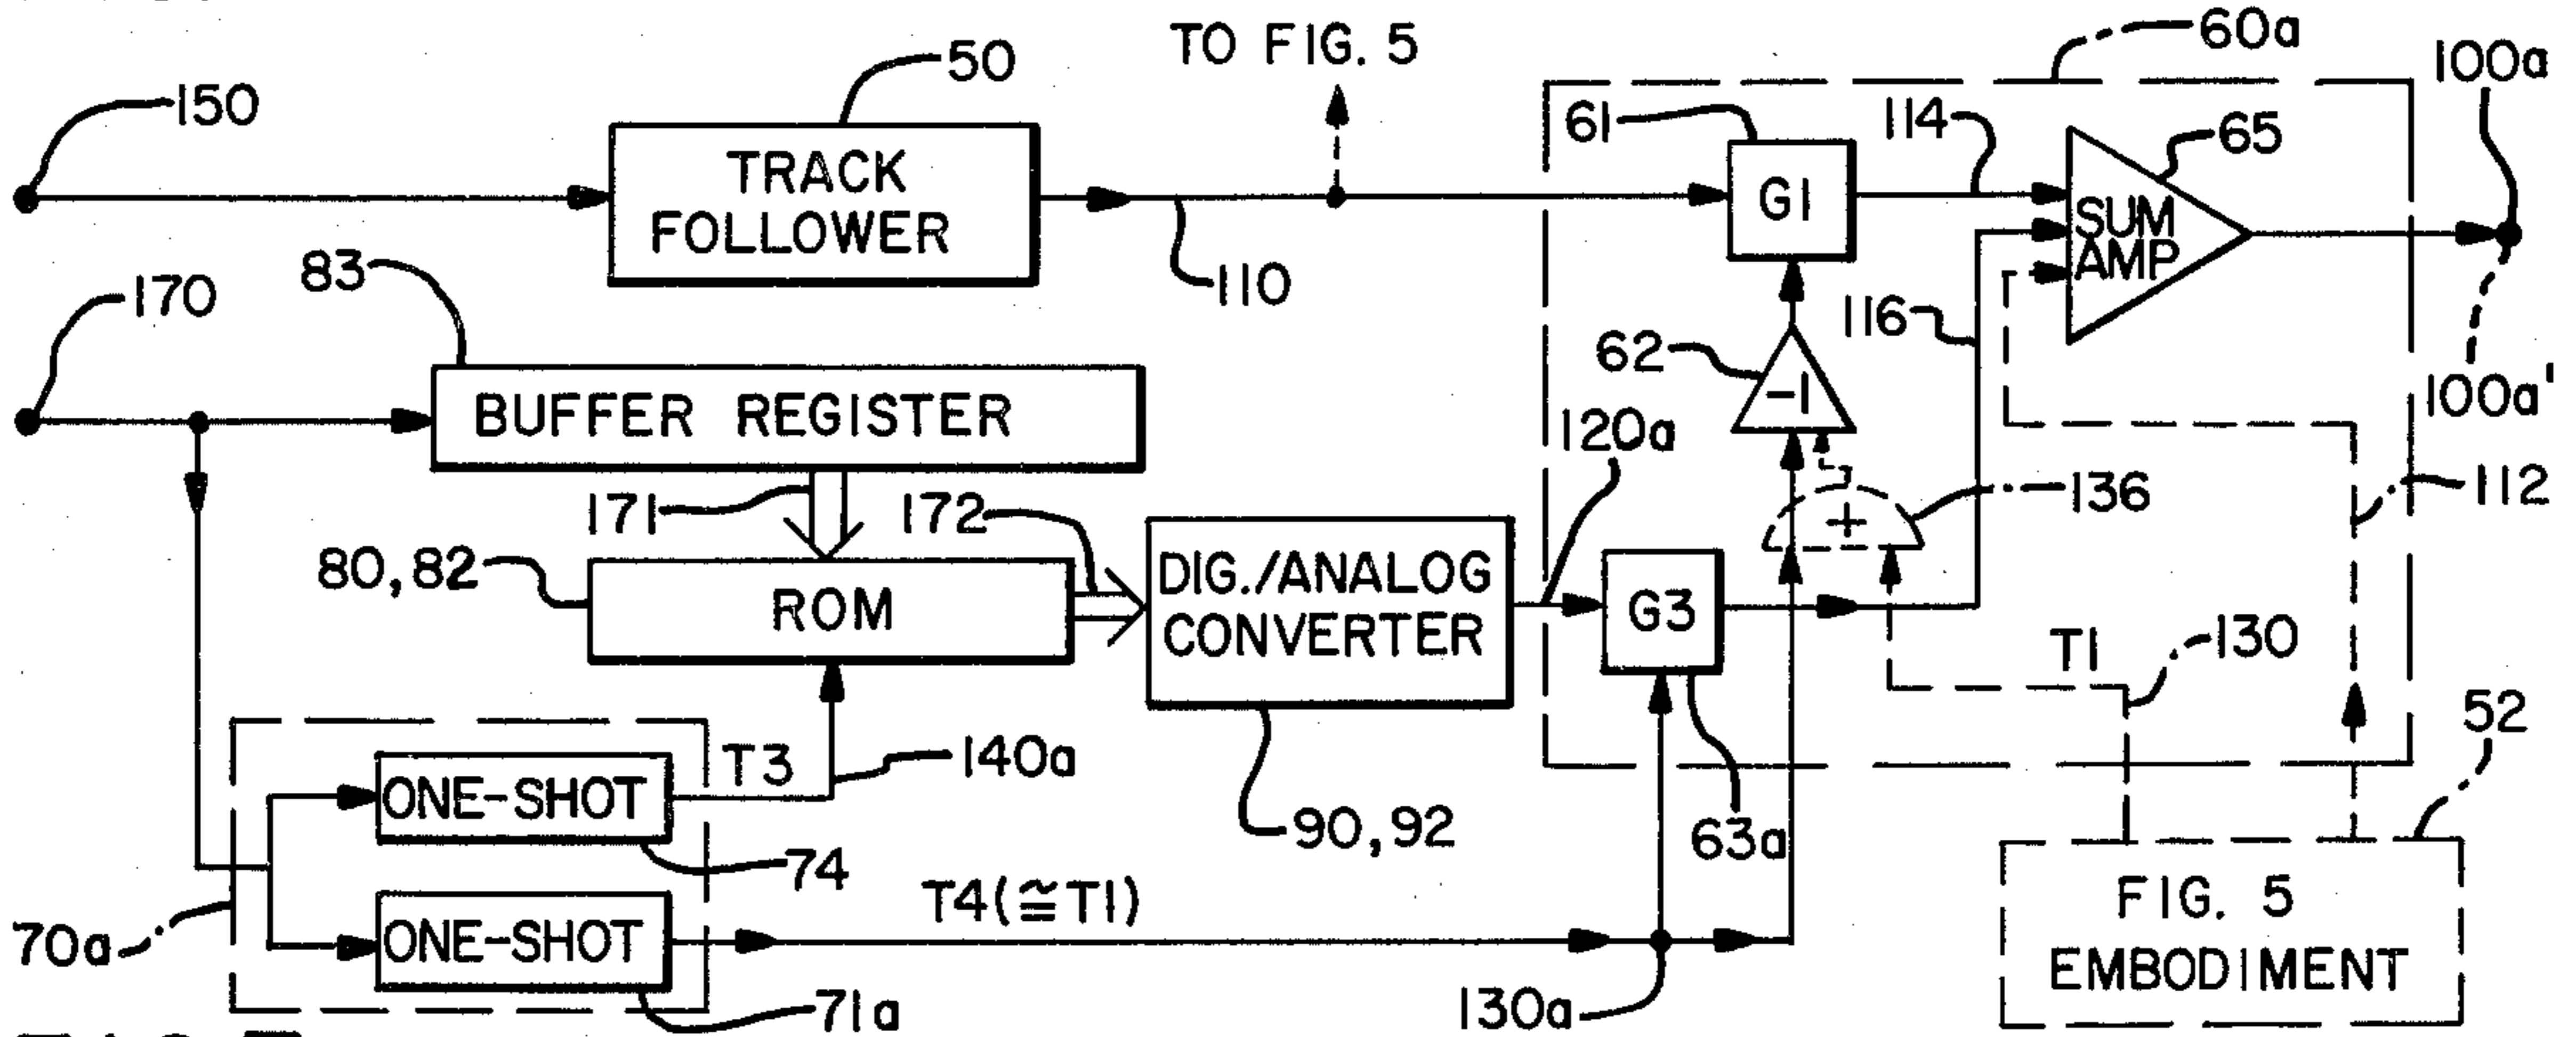 TO FIG. 5
60a
100a
50
150
61
114
65
TRACK
FOLLOWER
G1
SUM
AMP
110
83
170
116
62
-1
100a'
BUFFER REGISTER
120a
171
172
136
112
+
80, 82
ROM
DIG./ANALOG
CONVERTER
G3
T1
130
52
T3
140a
ONE-SHOT
90, 92
63a
74
70a
ONE-SHOT
T4(≅T1)
FIG. 5
EMBODIMENT
71a
130a